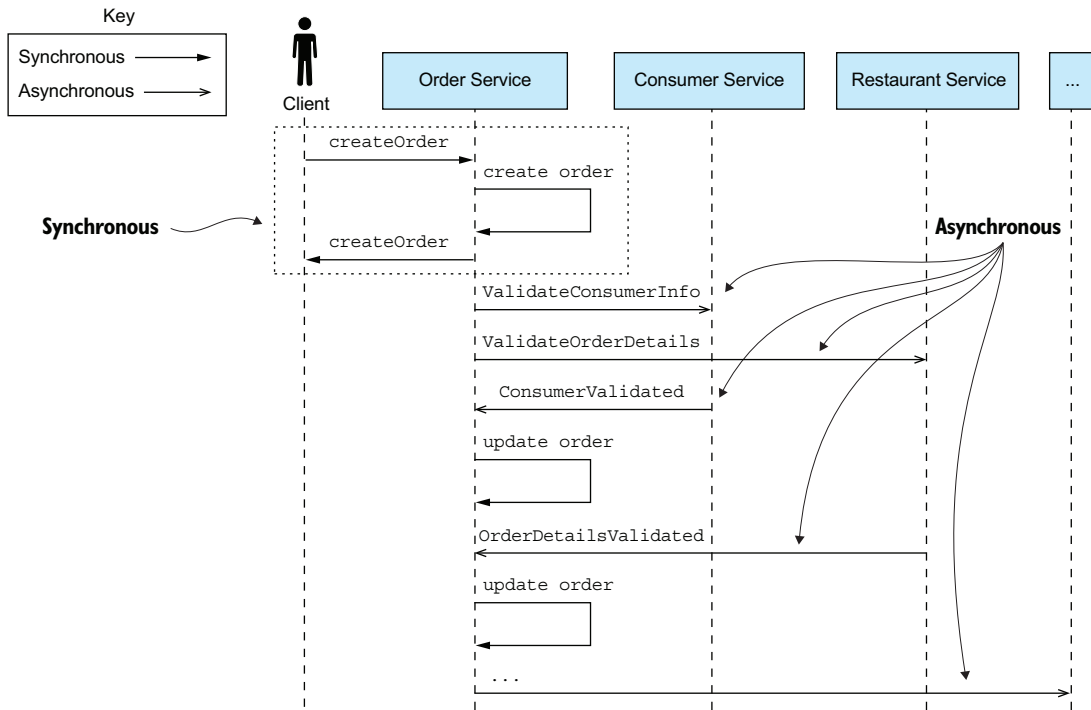 Key
Synchronous
Asynchronous
Client
Order Service
Consumer Service
Restaurant Service
...
createOrder
create order
Synchronous
createOrder
Asynchronous
ValidateConsumerInfo
ValidateOrderDetails
ConsumerValidated
update order
OrderDetailsValidated
update order
...